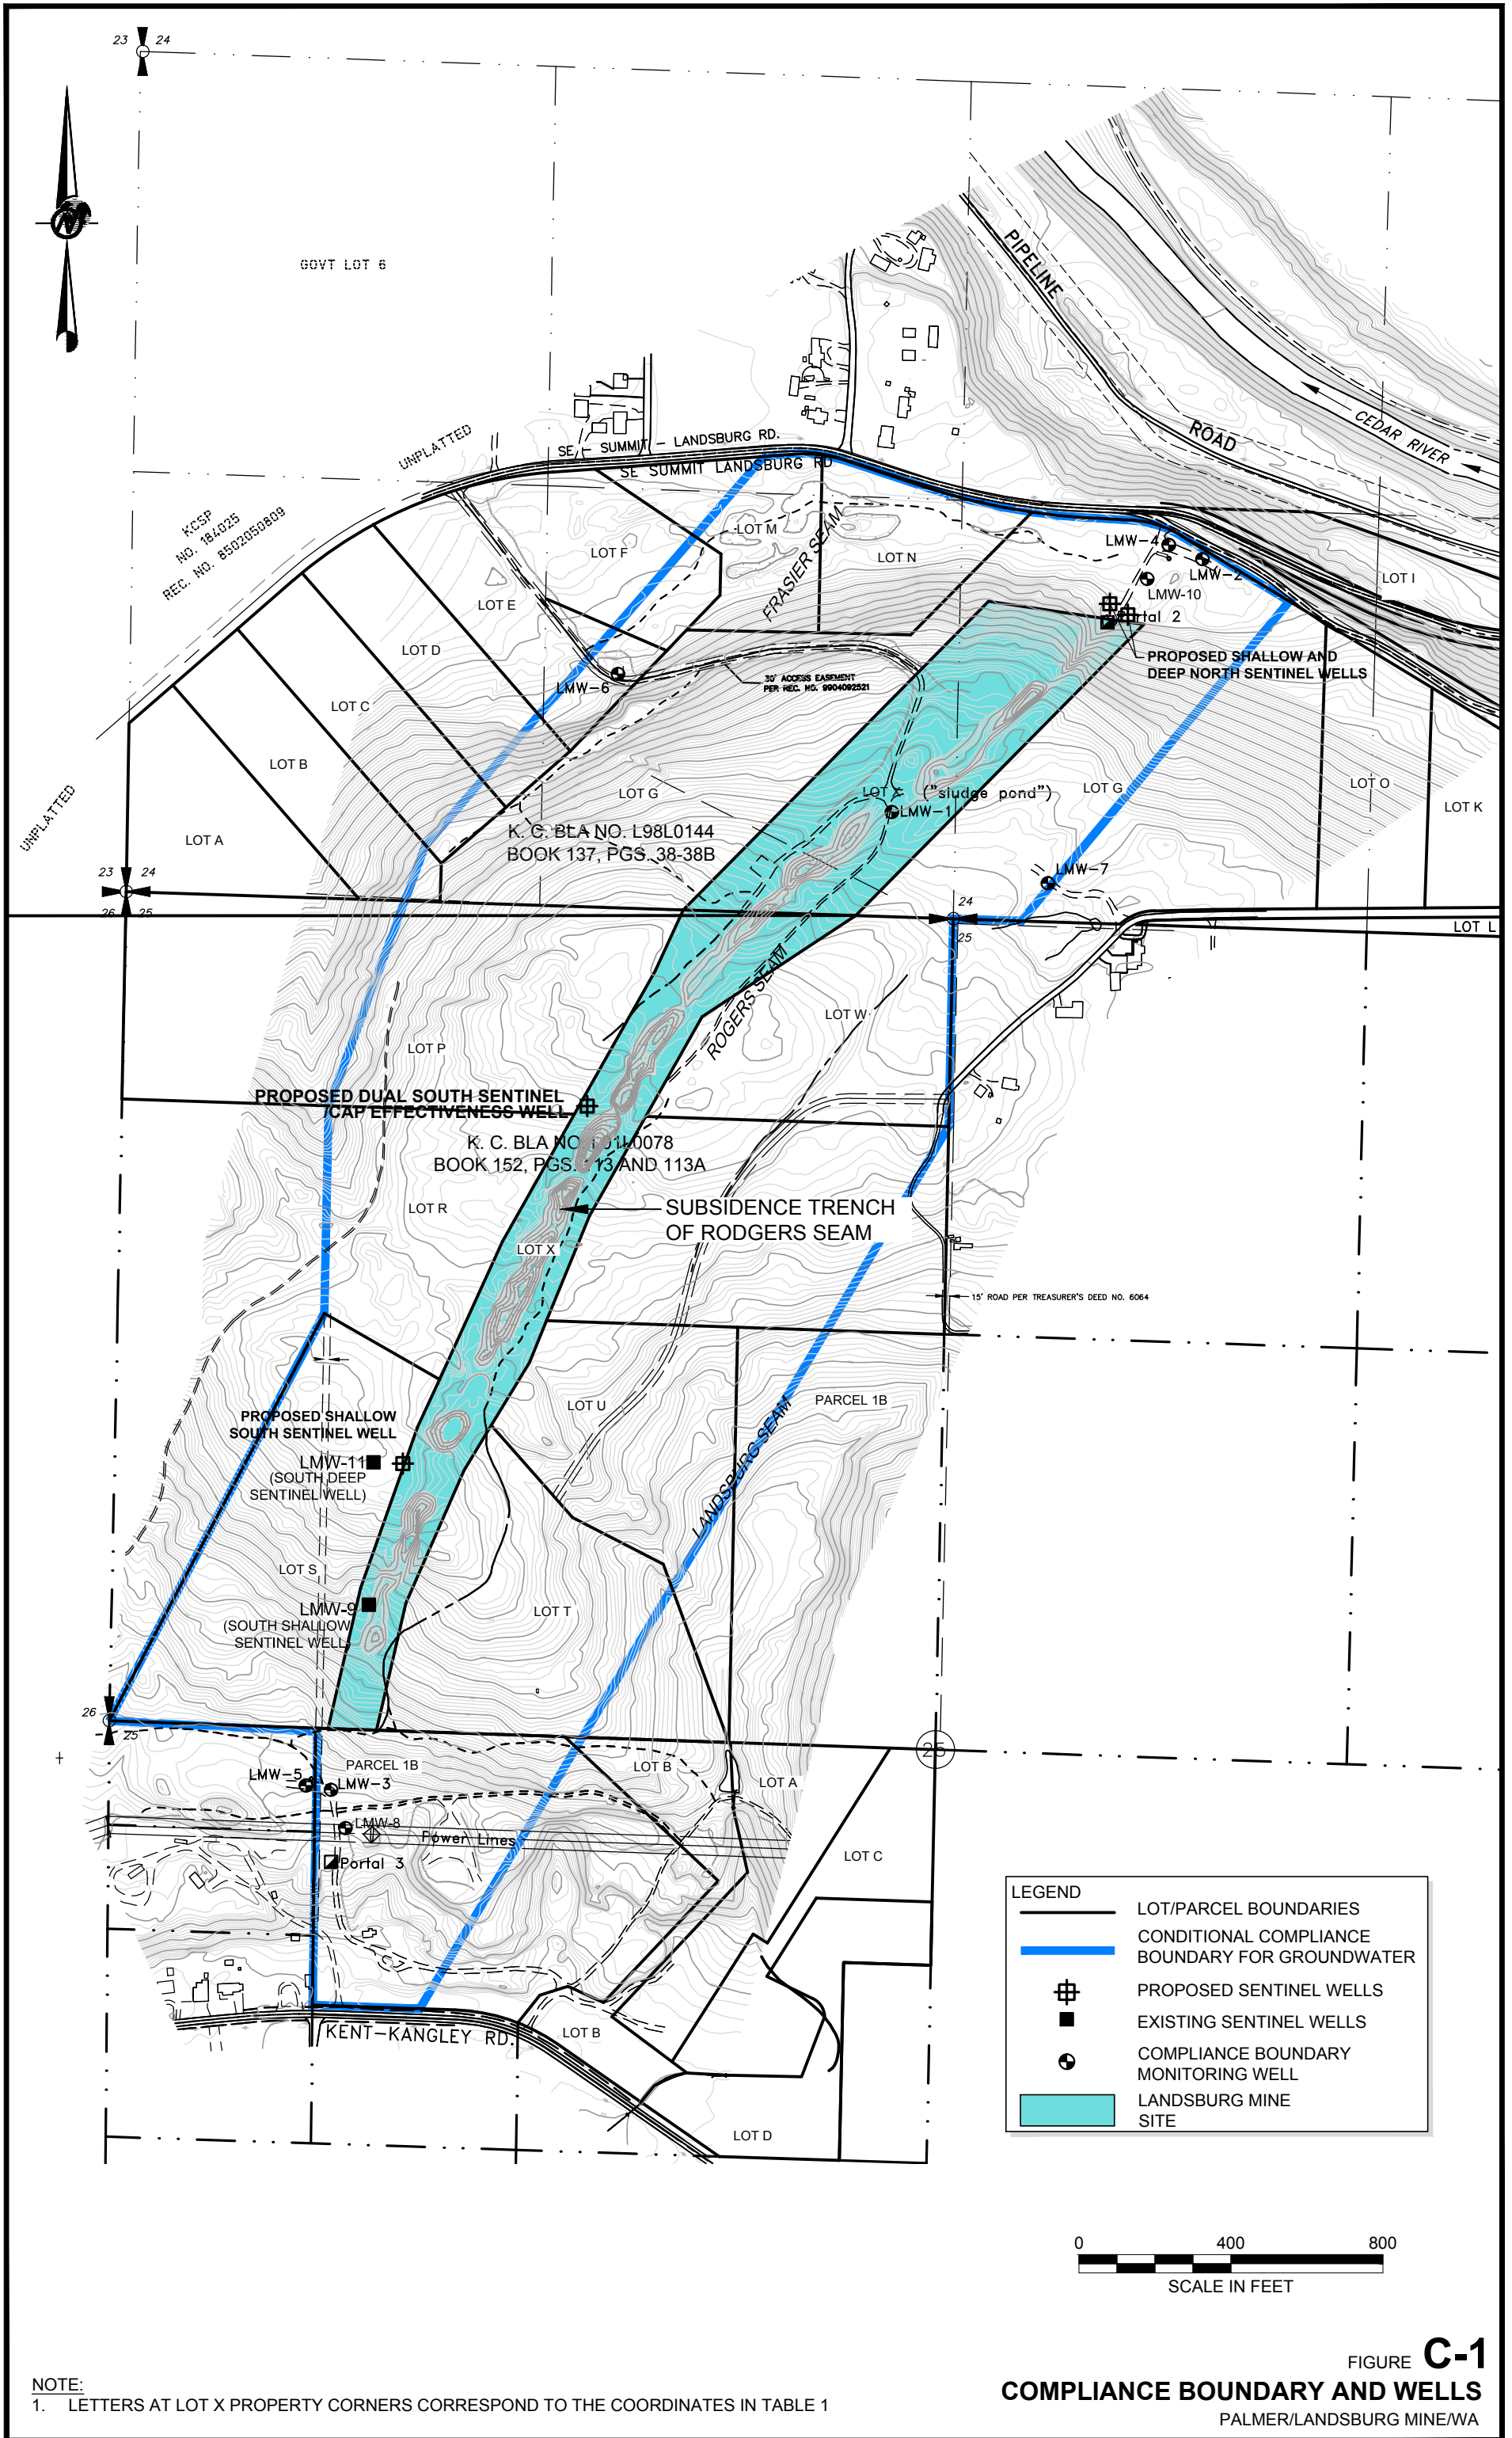 23 24
GOVT LOT 6
PIPELINE
ROAD
CEDAR RIVER
UNPLATTED
SE - SUMMIT - LANDSBURG RD.
SE SUMMIT LANDSBURG RD
KCSP
NO. 184025
REC. NO. 8502050809
LOT M
LOT F
FRASIER SEAM
LOT N
LMW-4
LMW-2
LOT I
LMW-10
LOT E
Portal 2
LOT D
PROPOSED SHALLOW AND
DEEP NORTH SENTINEL WELLS
LMW-6
30' ACCESS EASEMENT
PER REC. NO. 9904092521
LOT C
LOT B
LOT G
LOT X ("sludge pond")
LOT G
LOT O
LOT K
LMW-1
UNPLATTED
LOT A
K. C. BLA NO. L98L0144
BOOK 137, PGS. 38-38B
LMW-7
23 24
26 25
24
25
LOT L
ROGERS SEAM
LOT W
LOT P
PROPOSED DUAL SOUTH SENTINEL
/CAP EFFECTIVENESS WELL
K. C. BLA NO.
BOOK 152, PGS. 113 AND 113A
LOT R
SUBSIDENCE TRENCH
OF RODGERS SEAM
LOT X
15' ROAD PER TREASURER'S DEED NO. 6064
LOT U
PARCEL 1B
PROPOSED SHALLOW
SOUTH SENTINEL WELL
LANDSBURG SEAM
LMW-11
(SOUTH DEEP
SENTINEL WELL)
LOT S
LMW-9
(SOUTH SHALLOW
SENTINEL WELL)
LOT T
26
25
25
PARCEL 1B
LOT B
LOT A
LMW-5
LMW-3
LMW-8
Power Lines
Portal 3
LOT C
KENT-KANGLEY RD.
LOT B
LOT D
LEGEND
LOT/PARCEL BOUNDARIES
CONDITIONAL COMPLIANCE
BOUNDARY FOR GROUNDWATER
PROPOSED SENTINEL WELLS
EXISTING SENTINEL WELLS
COMPLIANCE BOUNDARY
MONITORING WELL
LANDSBURG MINE
SITE
0 400 800
SCALE IN FEET
FIGURE C-1
COMPLIANCE BOUNDARY AND WELLS
PALMER/LANDSBURG MINE/WA
NOTE:
1. LETTERS AT LOT X PROPERTY CORNERS CORRESPOND TO THE COORDINATES IN TABLE 1